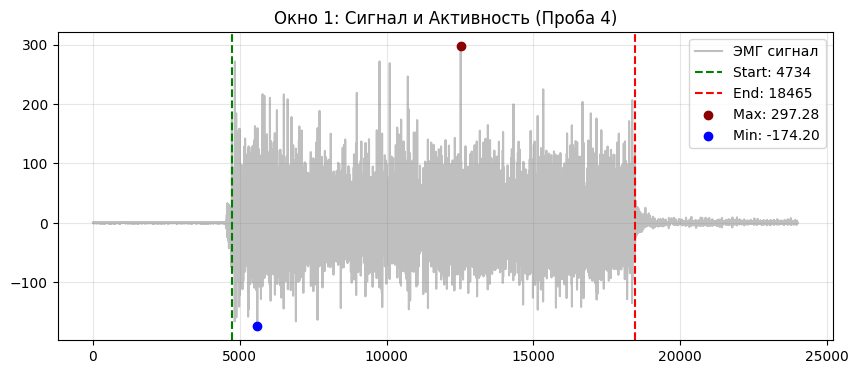 Окно 1: Сигнал и Активность (Проба 4)
300
200
100
0
−100
ЭМГ сигнал
Start: 4734
End: 18465
Max: 297.28
Min: -174.20
0
5000
10000
15000
20000
25000